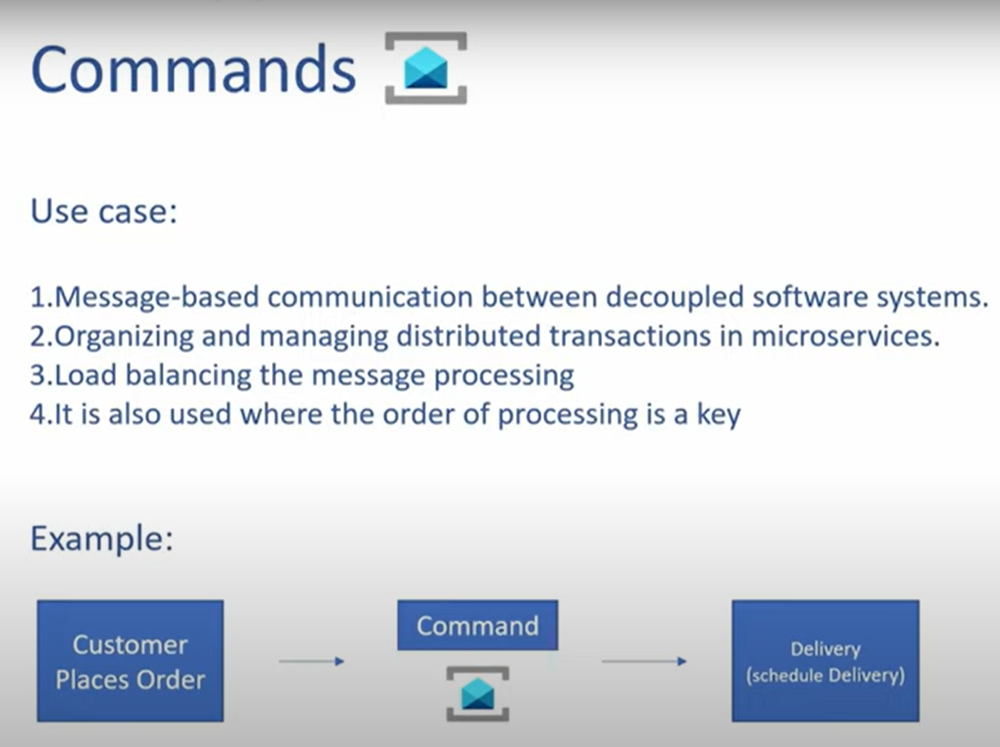 Commands
Use case:
1.Message-based communication between decoupled software systems.
2.Organizing and managing distributed transactions in microservices.
3.Load balancing the message processing
4.It is also used where the order of processing is a key
Example:
Customer
Places Order
Command
Delivery
(schedule Delivery)